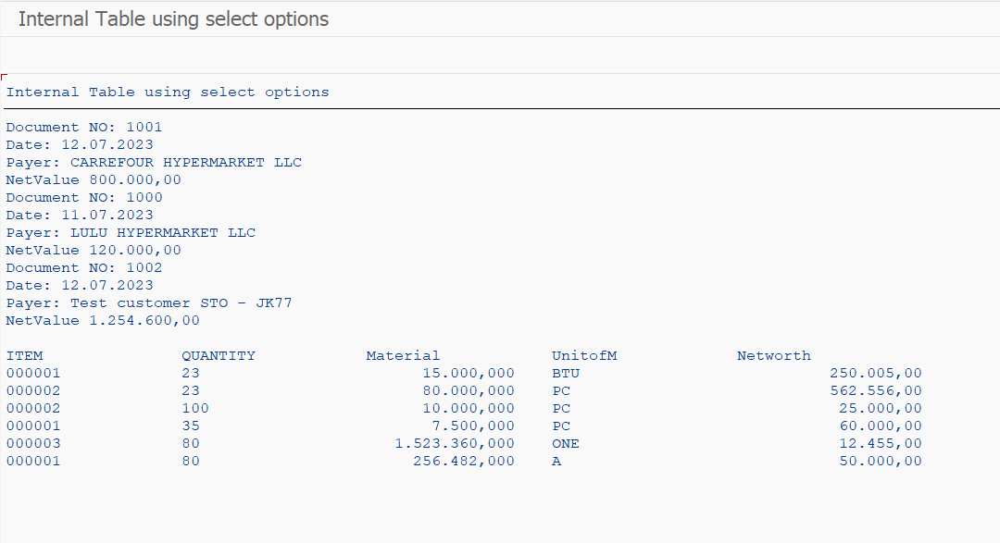 Internal Table using select options
Internal Table using select options
Document NO: 1001
Date: 12.07.2023
Payer: CARREFOUR HYPERMARKET LLC
NetValue 800.000,00
Document NO: 1000
Date: 11.07.2023
Payer: LULU HYPERMARKET LLC
NetValue 120.000,00
Document NO: 1002
Date: 12.07.2023
Payer: Test customer STO - JK77
NetValue 1.254.600,00
ITEM QUANTITY Material UnitofM Networth
000001 23 15.000,000 BTU 250.005,00
000002 23 80.000,000 PC 562.556,00
000002 100 10.000,000 PC 25.000,00
000001 35 7.500,000 PC 60.000,00
000003 80 1.523.360,000 ONE 12.455,00
000001 80 256.482,000 A 50.000,00